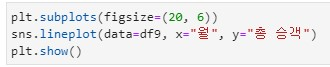 plt.subplots(figsize=(20, 6))
sns.lineplot(data=df9, x="월", y="총 승객")
plt.show()